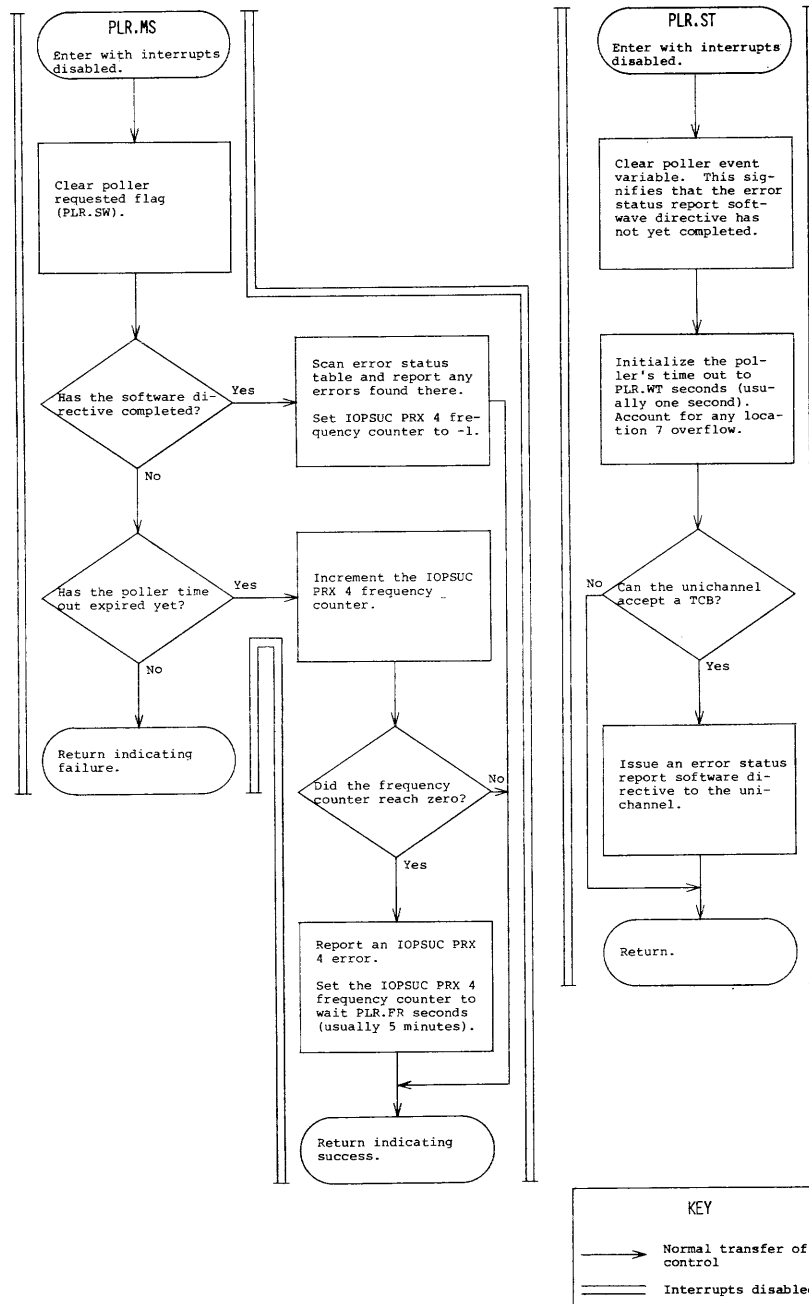 PLR.MS
Enter with interrupts
disabled.
Clear poller
requested flag
(PLR.SW).
Has the software di-
rective completed?
Yes
No
Scan error status
table and report any
errors found there.
Set IOPSUC PRX 4 fre-
quency counter to -1.
Has the poller time
out expired yet?
Yes
No
Increment the IOPSUC
PRX 4 frequency
counter.
Return indicating
failure.
Did the frequency
counter reach zero?
No
Yes
Report an IOPSUC PRX
4 error.
Set the IOPSUC PRX 4
frequency counter to
wait PLR.FR seconds
(usually 5 minutes).
Return indicating
success.
PLR.ST
Enter with interrupts
disabled.
Clear poller event
variable. This sig-
nifies that the error
status report soft-
wave directive has
not yet completed.
Initialize the pol-
ler's time out to
PLR.WT seconds (usu-
ally one second).
Account for any loca-
tion 7 overflow.
No
Can the unichannel
accept a TCB?
Yes
Issue an error status
report software di-
rective to the uni-
channel.
Return.
KEY
Normal transfer of
control
Interrupts disabled